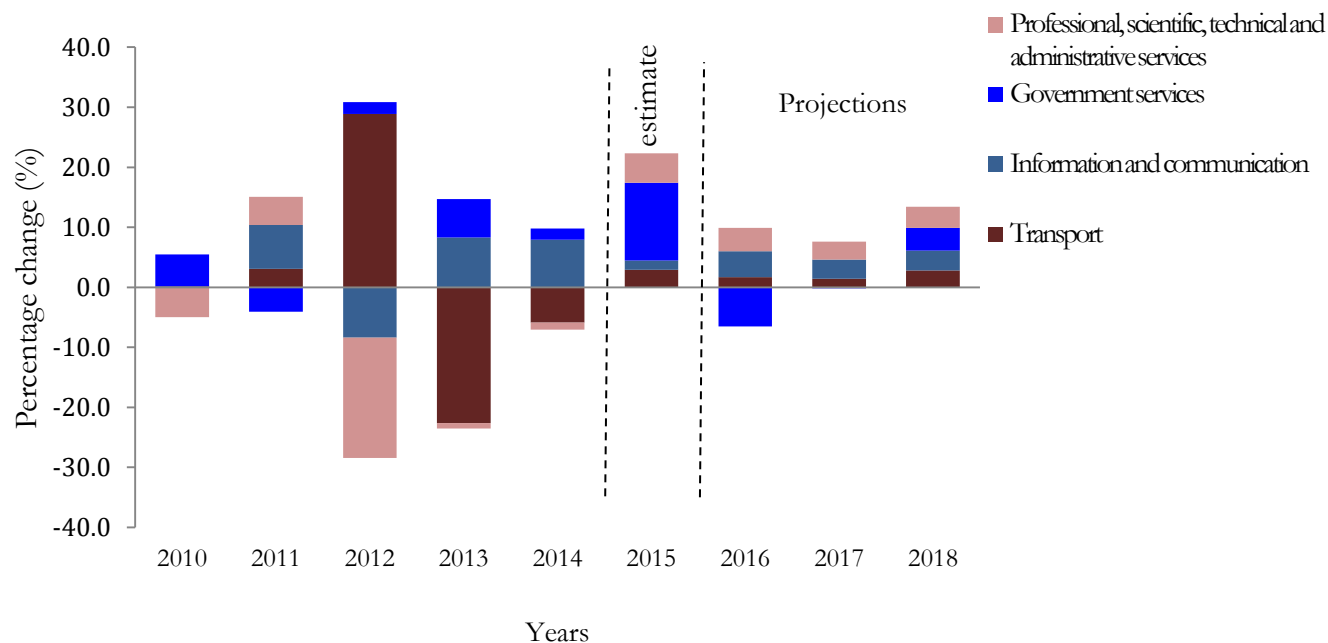 Professional, scientific, technical and
administrative services
Government services
Information and communication
Transport
Percentage change (%)
40.0
30.0
20.0
10.0
0.0
-10.0
-20.0
-30.0
-40.0
estimate
Projections
2010 2011 2012 2013 2014 2015 2016 2017 2018
Years